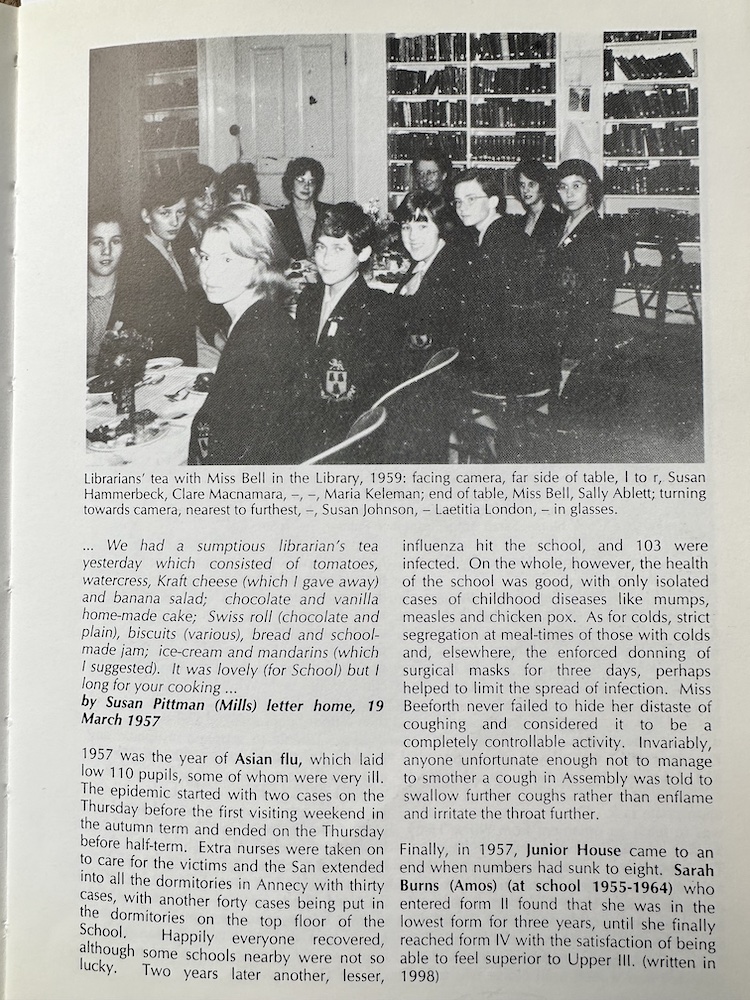 Librarians' tea with Miss Bell in the Library, 1959: facing camera, far side of table, l to r, Susan
Hammerbeck, Clare Macnamara, –, –, Maria Keleman; end of table, Miss Bell, Sally Ablett; turning
towards camera, nearest to furthest, –, Susan Johnson, – Laetitia London, – in glasses.
... We had a sumptious librarian's tea
yesterday which consisted of tomatoes,
watercress, Kraft cheese (which I gave away)
and banana salad; chocolate and vanilla
home-made cake; Swiss roll (chocolate and
plain), biscuits (various), bread and school-
made jam; ice-cream and mandarins (which
I suggested). It was lovely (for School) but I
long for your cooking ...
by Susan Pittman (Mills) letter home, 19
March 1957
1957 was the year of Asian flu, which laid
low 110 pupils, some of whom were very ill.
The epidemic started with two cases on the
Thursday before the first visiting weekend in
the autumn term and ended on the Thursday
before half-term. Extra nurses were taken on
to care for the victims and the San extended
into all the dormitories in Annecy with thirty
cases, with another forty cases being put in
the dormitories on the top floor of the
School. Happily everyone recovered,
although some schools nearby were not so
lucky. Two years later another, lesser,
influenza hit the school, and 103 were
infected. On the whole, however, the health
of the school was good, with only isolated
cases of childhood diseases like mumps,
measles and chicken pox. As for colds, strict
segregation at meal-times of those with colds
and, elsewhere, the enforced donning of
surgical masks for three days, perhaps
helped to limit the spread of infection. Miss
Beeforth never failed to hide her distaste of
coughing and considered it to be a
completely controllable activity. Invariably,
anyone unfortunate enough not to manage
to smother a cough in Assembly was told to
swallow further coughs rather than enflame
and irritate the throat further.
Finally, in 1957, Junior House came to an
end when numbers had sunk to eight. Sarah
Burns (Amos) (at school 1955-1964) who
entered form II found that she was in the
lowest form for three years, until she finally
reached form IV with the satisfaction of being
able to feel superior to Upper III. (written in
1998)